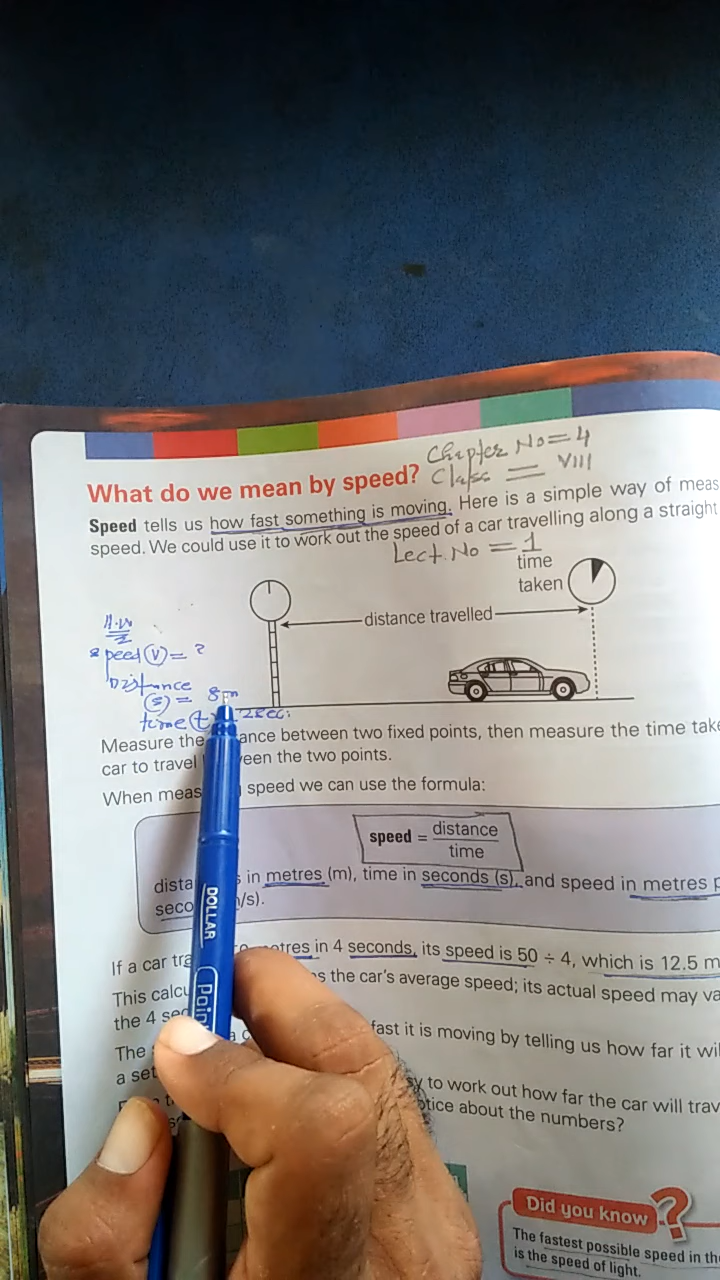 Chapter No = 4
What do we mean by speed? Class = VIII
Speed tells us how fast something is moving. Here is a simple way of meas
speed. We could use it to work out the speed of a car travelling along a straight
Lect. No = 1
time
taken
distance travelled
H.W
speed (v) = ?
Distance
(s) = 8m
time (t) 2sec.
Measure the ance between two fixed points, then measure the time take
car to travel een the two points.
When meas speed we can use the formula:
speed = distance
time
dista in metres (m), time in seconds (s), and speed in metres p
seco /s).
If a car tra metres in 4 seconds, its speed is 50 ÷ 4, which is 12.5 m
This calcu s the car's average speed; its actual speed may va
the 4 sec
The fast it is moving by telling us how far it wil
a set
to work out how far the car will trav
otice about the numbers?
DOLLAR
Poin
Did you know ?
The fastest possible speed in the
is the speed of light.